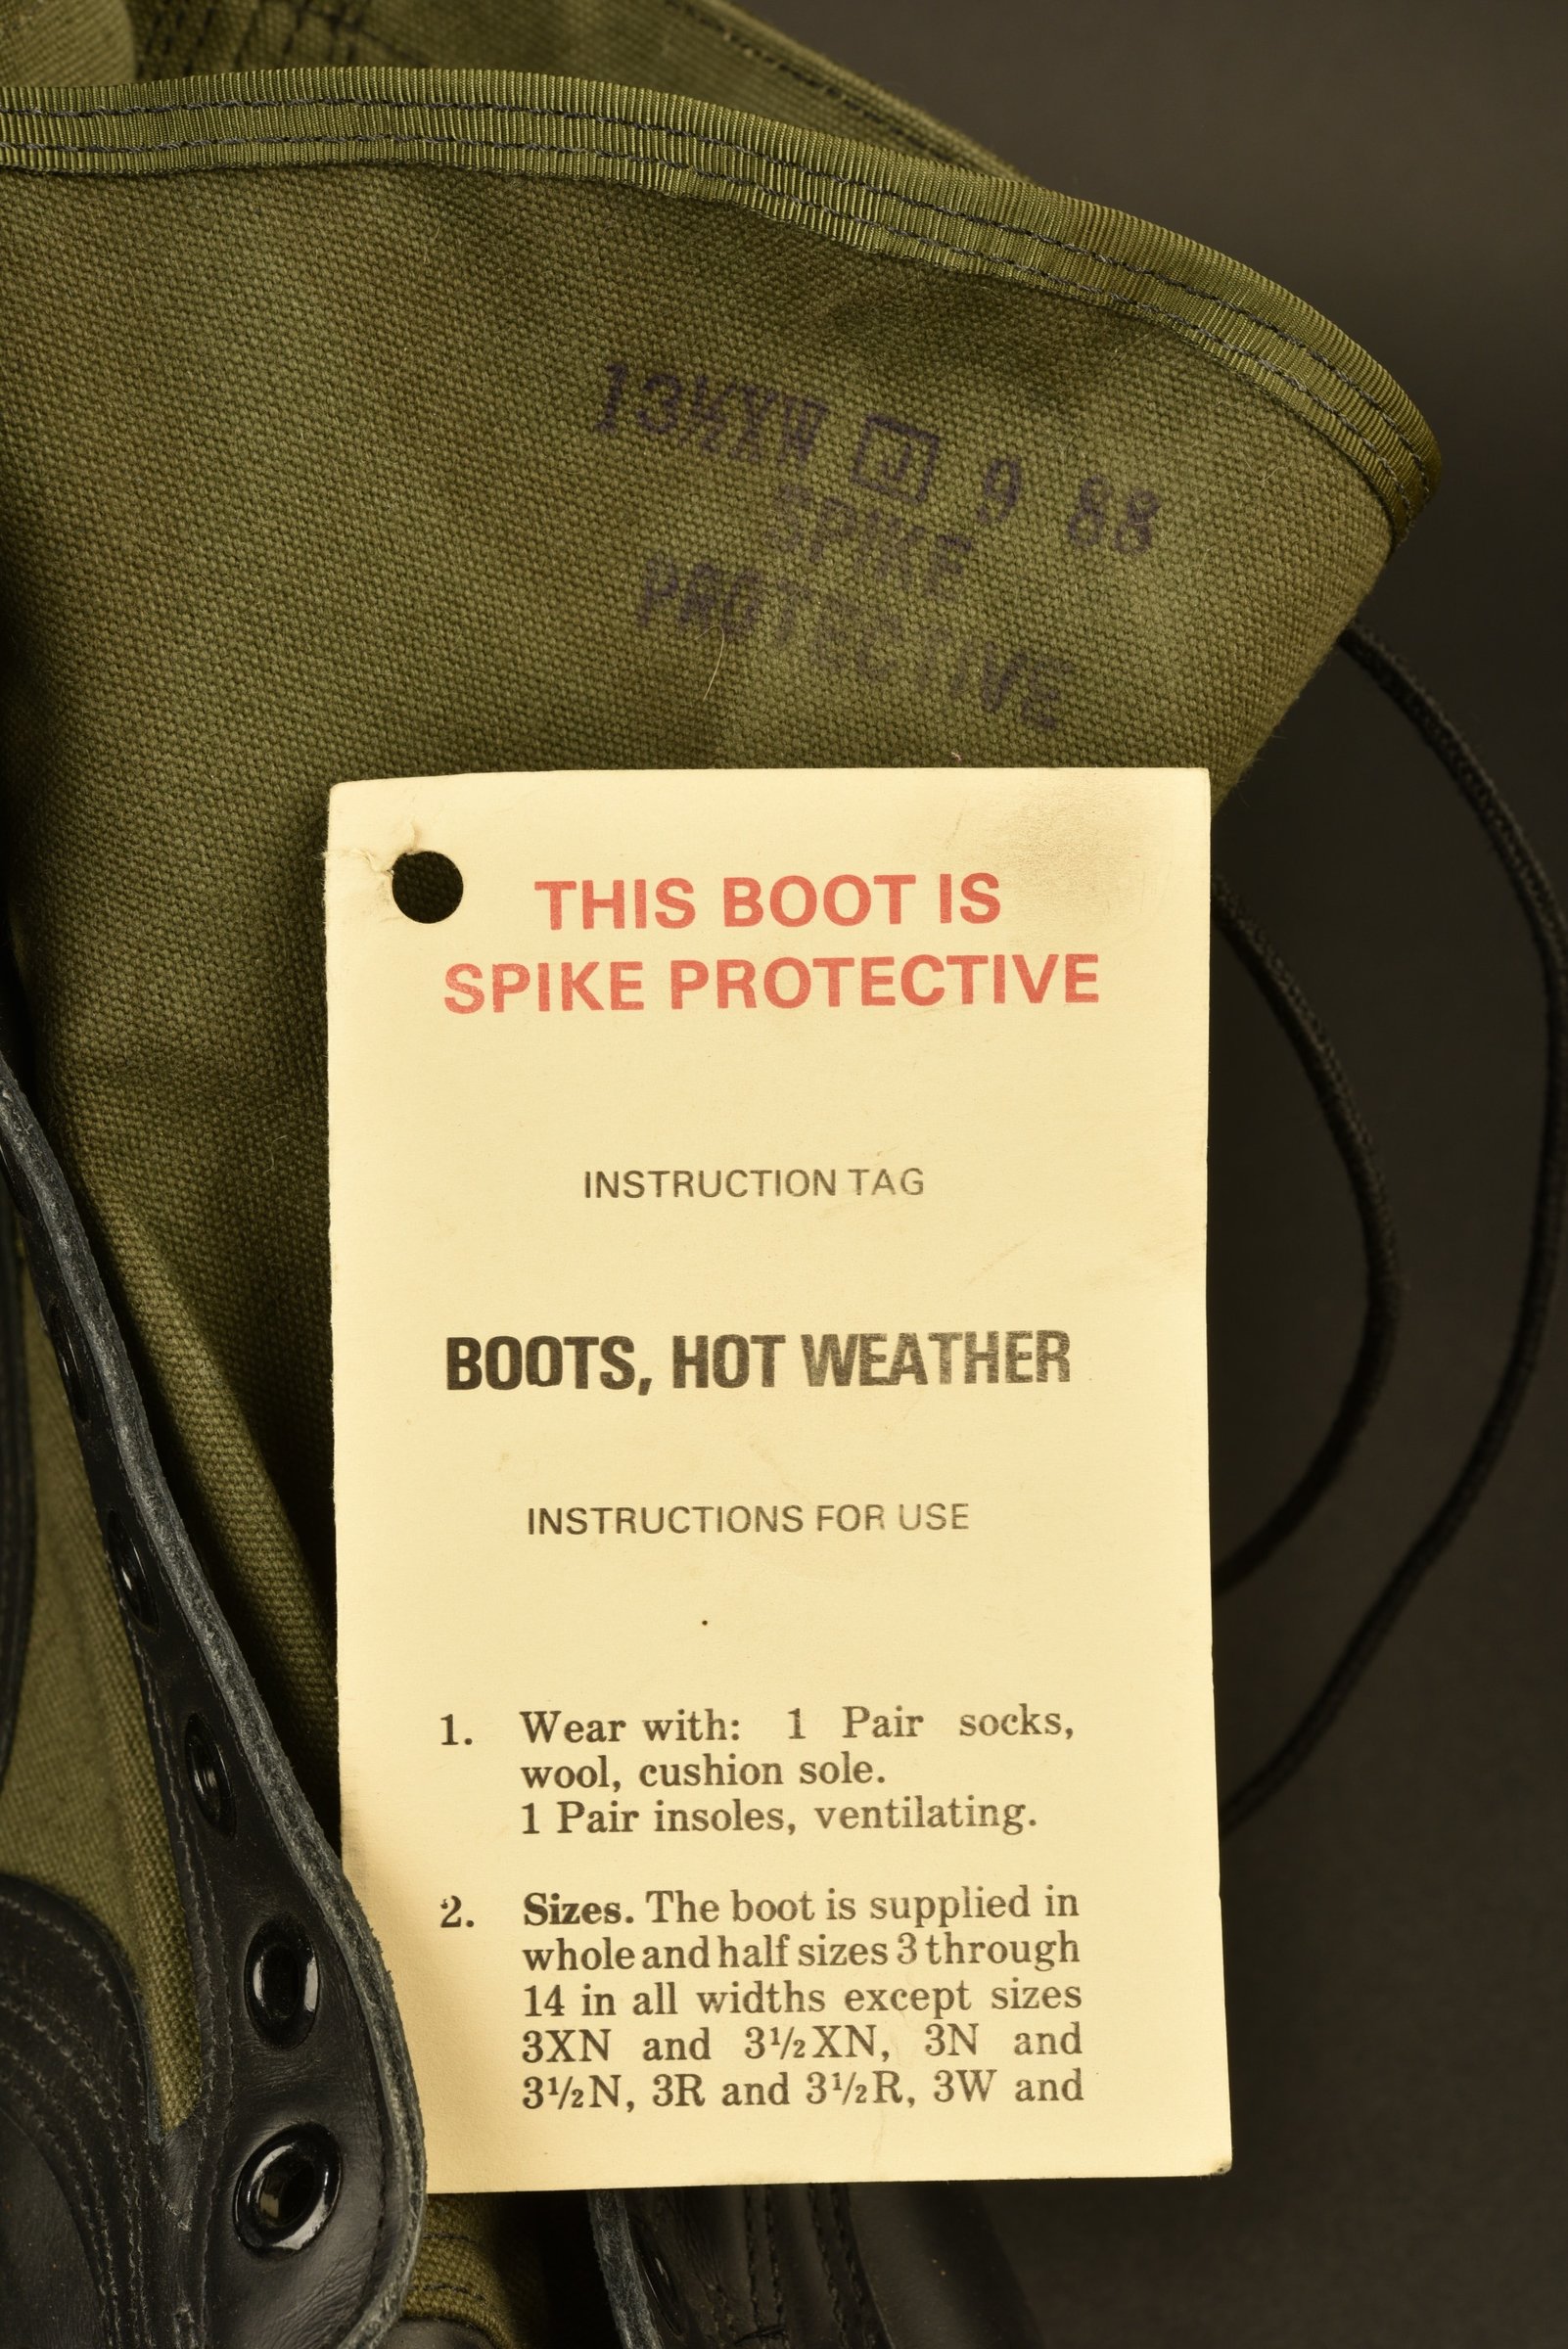 13½XW J 9 88
SPIKE
PROTECTIVE
THIS BOOT IS
SPIKE PROTECTIVE
INSTRUCTION TAG
BOOTS, HOT WEATHER
INSTRUCTIONS FOR USE
1. Wear with: 1 Pair socks,
wool, cushion sole.
1 Pair insoles, ventilating.
2. Sizes. The boot is supplied in
whole and half sizes 3 through
14 in all widths except sizes
3XN and 3½XN, 3N and
3½N, 3R and 3½R, 3W and